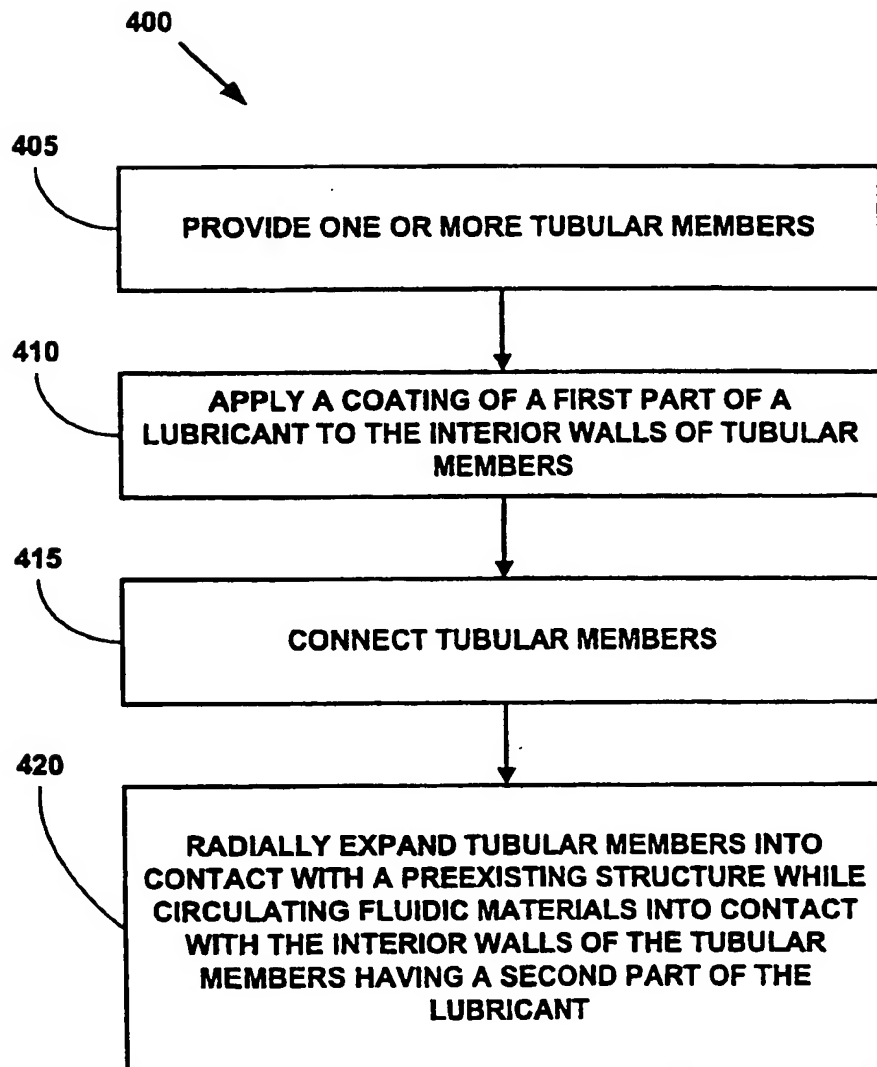 400
405
PROVIDE ONE OR MORE TUBULAR MEMBERS
410
APPLY A COATING OF A FIRST PART OF A
LUBRICANT TO THE INTERIOR WALLS OF TUBULAR
MEMBERS
415
CONNECT TUBULAR MEMBERS
420
RADIALLY EXPAND TUBULAR MEMBERS INTO
CONTACT WITH A PREEXISTING STRUCTURE WHILE
CIRCULATING FLUIDIC MATERIALS INTO CONTACT
WITH THE INTERIOR WALLS OF THE TUBULAR
MEMBERS HAVING A SECOND PART OF THE
LUBRICANT